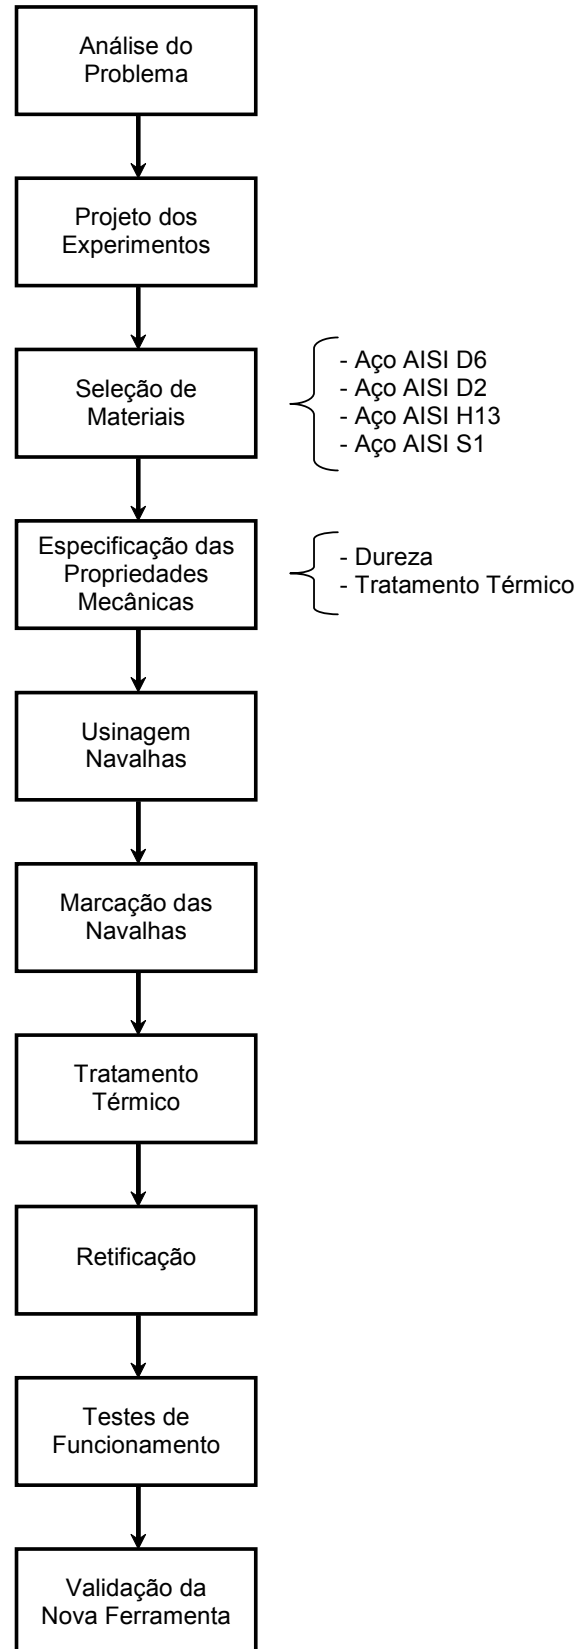 Análise do
Problema
Projeto dos
Experimentos
Seleção de
Materiais
- Aço AISI D6
- Aço AISI D2
- Aço AISI H13
- Aço AISI S1
Especificação das
Propriedades
Mecânicas
- Dureza
- Tratamento Térmico
Usinagem
Navalhas
Marcação das
Navalhas
Tratamento
Térmico
Retificação
Testes de
Funcionamento
Validação da
Nova Ferramenta